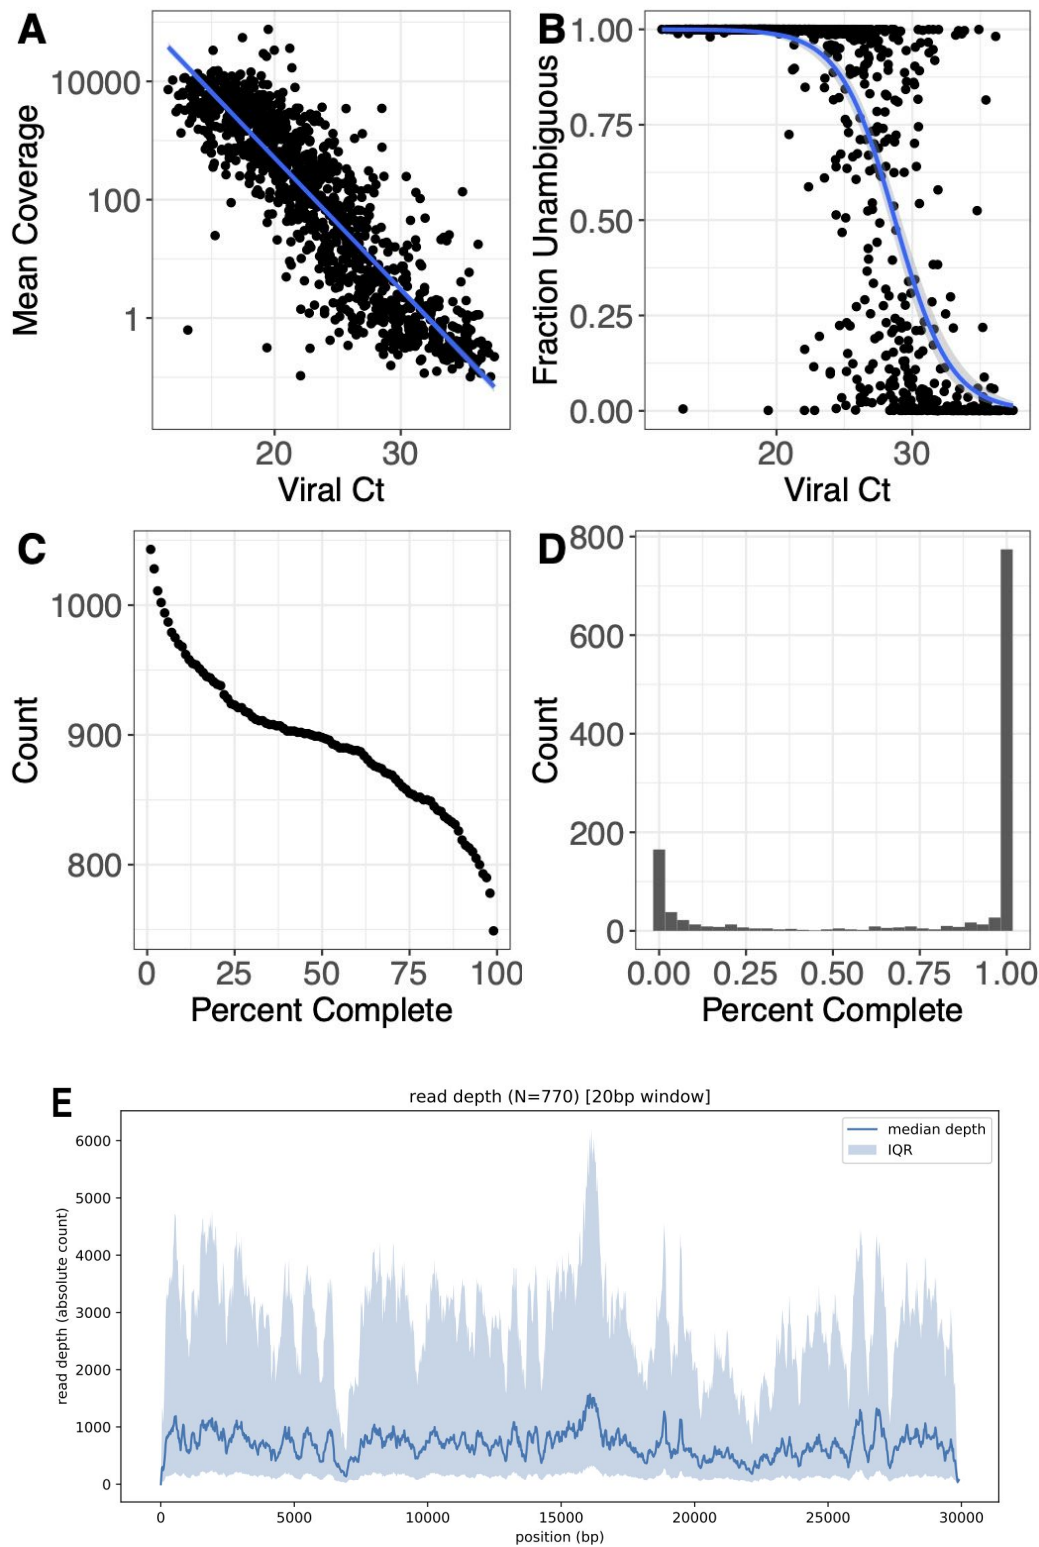 A
Mean Coverage
10000
100
1
20 30
Viral Ct
B
Fraction Unambiguous
1.00
0.75
0.50
0.25
0.00
20 30
Viral Ct
C
Count
1000
900
800
0 25 50 75 100
Percent Complete
D
Count
800
600
400
200
0
0.00 0.25 0.50 0.75 1.00
Percent Complete
E
read depth (N=770) [20bp window]
median depth
IQR
read depth (absolute count)
6000
5000
4000
3000
2000
1000
0
0 5000 10000 15000 20000 25000 30000
position (bp)